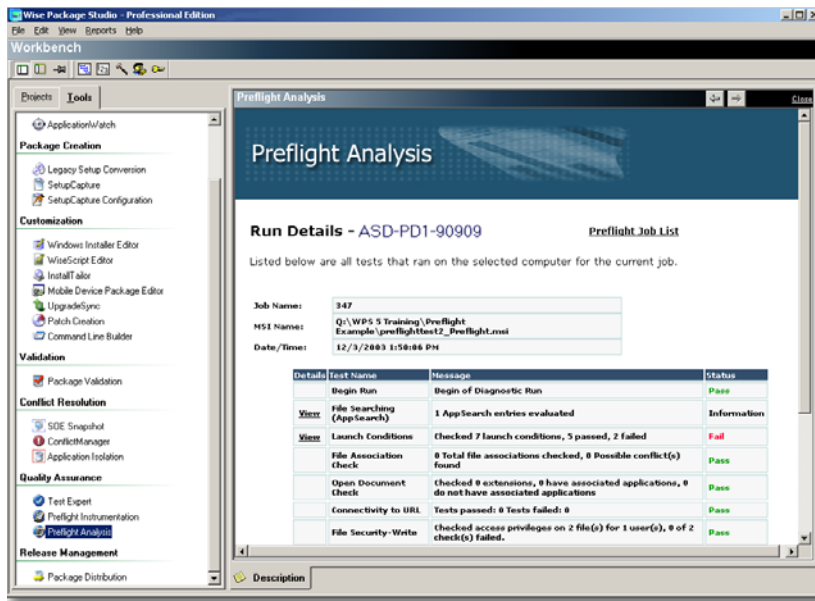 Wise Package Studio - Professional Edition
File Edit View Reports Help
Workbench
Projects Tools
ApplicationWatch
Package Creation
Legacy Setup Conversion
SetupCapture
SetupCapture Configuration
Customization
Windows Installer Editor
WiseScript Editor
InstallTailor
Mobile Device Package Editor
UpgradeSync
Patch Creation
Command Line Builder
Validation
Package Validation
Conflict Resolution
SOE Snapshot
ConflictManager
Application Isolation
Quality Assurance
Test Expert
Preflight Instrumentation
Preflight Analysis
Release Management
Package Distribution
Preflight Analysis
Close
Preflight Analysis
Run Details - ASD-PD1-90909
Preflight Job List
Listed below are all tests that ran on the selected computer for the current job.
Job Name: 347
MSI Name: Q:\WPS 5 Training\Preflight
Example\preflighttest2_Preflight.msi
Date/Time: 12/3/2003 1:50:06 PM
Details Test Name Message Status
Begin Run Begin of Diagnostic Run Pass
View File Searching (AppSearch) 1 AppSearch entries evaluated Information
View Launch Conditions Checked 7 launch conditions, 5 passed, 2 failed Fail
File Association Check 0 Total file associations checked, 0 Possible conflict(s) found Pass
Open Document Check Checked 0 extensions, 0 have associated applications, 0 do not have associated applications Pass
Connectivity to URL Tests passed: 0 Tests failed: 0 Pass
File Security-Write Checked access privileges on 2 file(s) for 1 user(s), 0 of 2 check(s) failed. Pass
Description